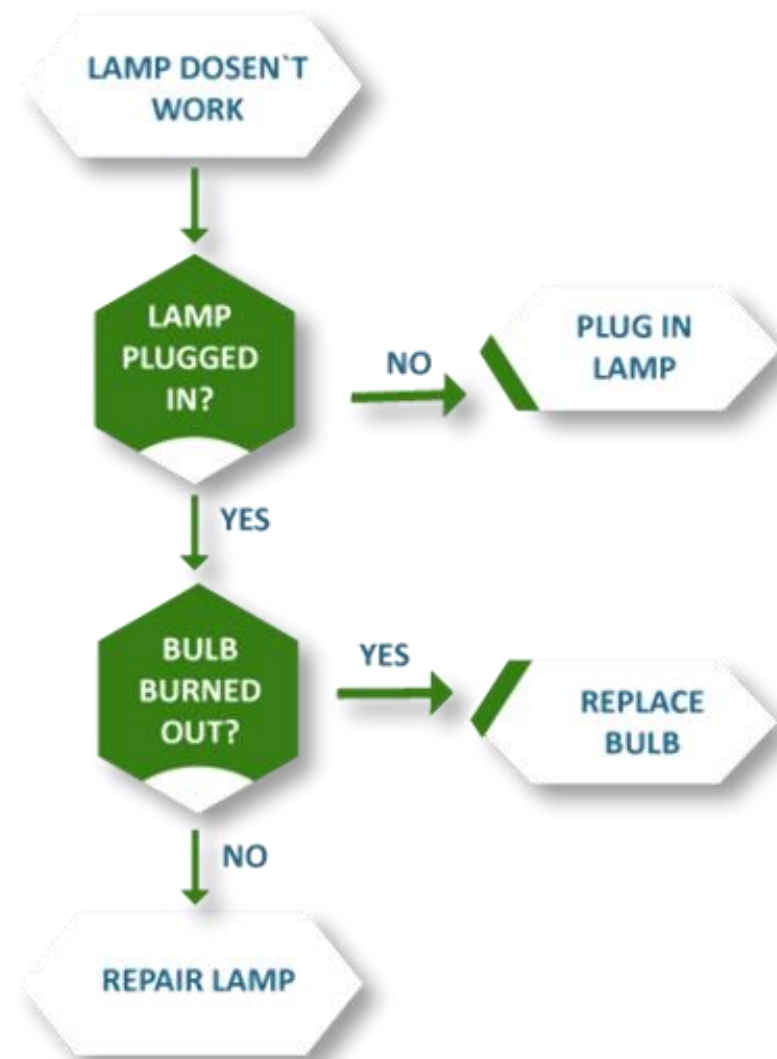 LAMP DOSEN`T
WORK
LAMP
PLUGGED
IN?
NO
PLUG IN
LAMP
YES
BULB
BURNED
OUT?
YES
REPLACE
BULB
NO
REPAIR LAMP